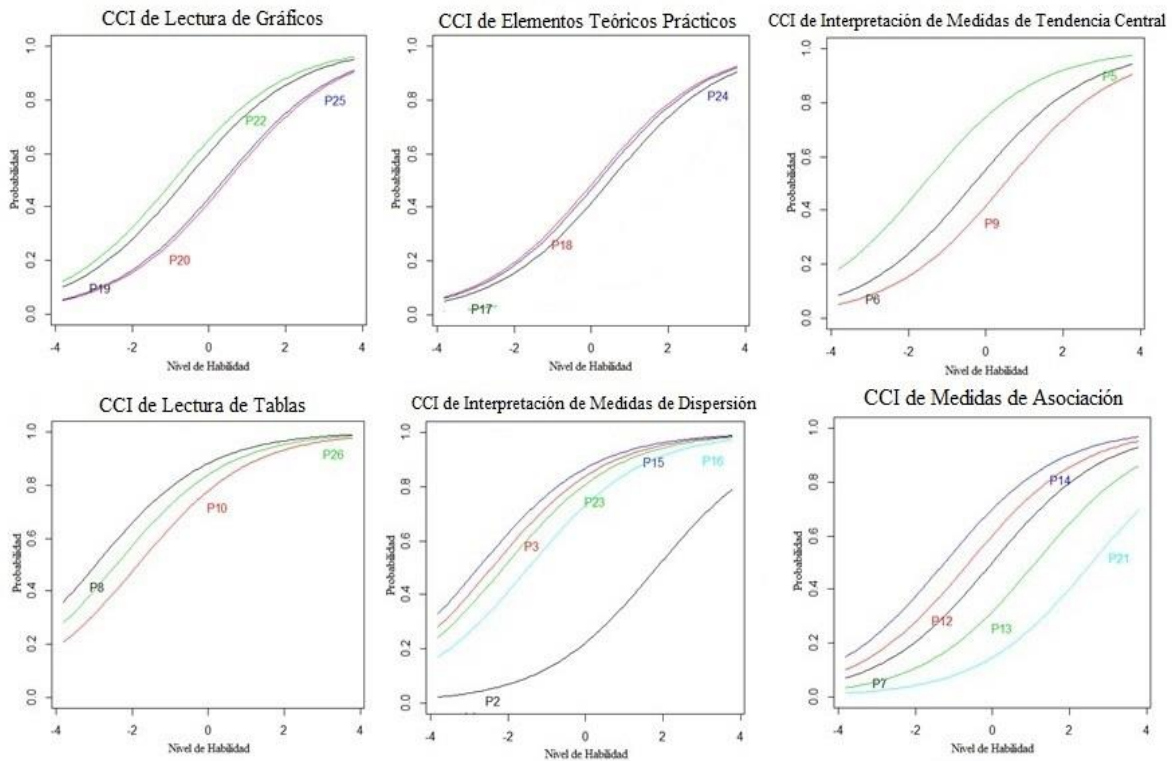 CCI de Lectura de Gráficos
Probabilidad
0.0 0.2 0.4 0.6 0.8 1.0
P22
P25
P20
P19
-4 -2 0 2 4
Nivel de Habilidad
CCI de Elementos Teóricos Prácticos
Probabilidad
0.0 0.2 0.4 0.6 0.8 1.0
P24
P18
P17
-4 -2 0 2 4
Nivel de Habilidad
CCI de Interpretación de Medidas de Tendencia Central
Probabilidad
0.0 0.2 0.4 0.6 0.8 1.0
P5
P9
P6
-4 -2 0 2 4
Nivel de Habilidad
CCI de Lectura de Tablas
Probabilidad
0.0 0.2 0.4 0.6 0.8 1.0
P26
P10
P8
-4 -2 0 2 4
Nivel de Habilidad
CCI de Interpretación de Medidas de Dispersión
Probabilidad
0.0 0.2 0.4 0.6 0.8 1.0
P15
P16
P23
P3
P2
-4 -2 0 2 4
Nivel de Habilidad
CCI de Medidas de Asociación
Probabilidad
0.0 0.2 0.4 0.6 0.8 1.0
P14
P21
P12
P13
P7
-4 -2 0 2 4
Nivel de Habilidad